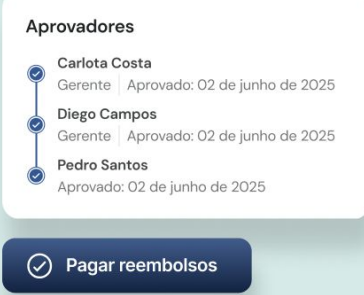 Aprovadores
Carlota Costa
Gerente | Aprovado: 02 de junho de 2025
Diego Campos
Gerente | Aprovado: 02 de junho de 2025
Pedro Santos
Aprovado: 02 de junho de 2025
Pagar reembolsos